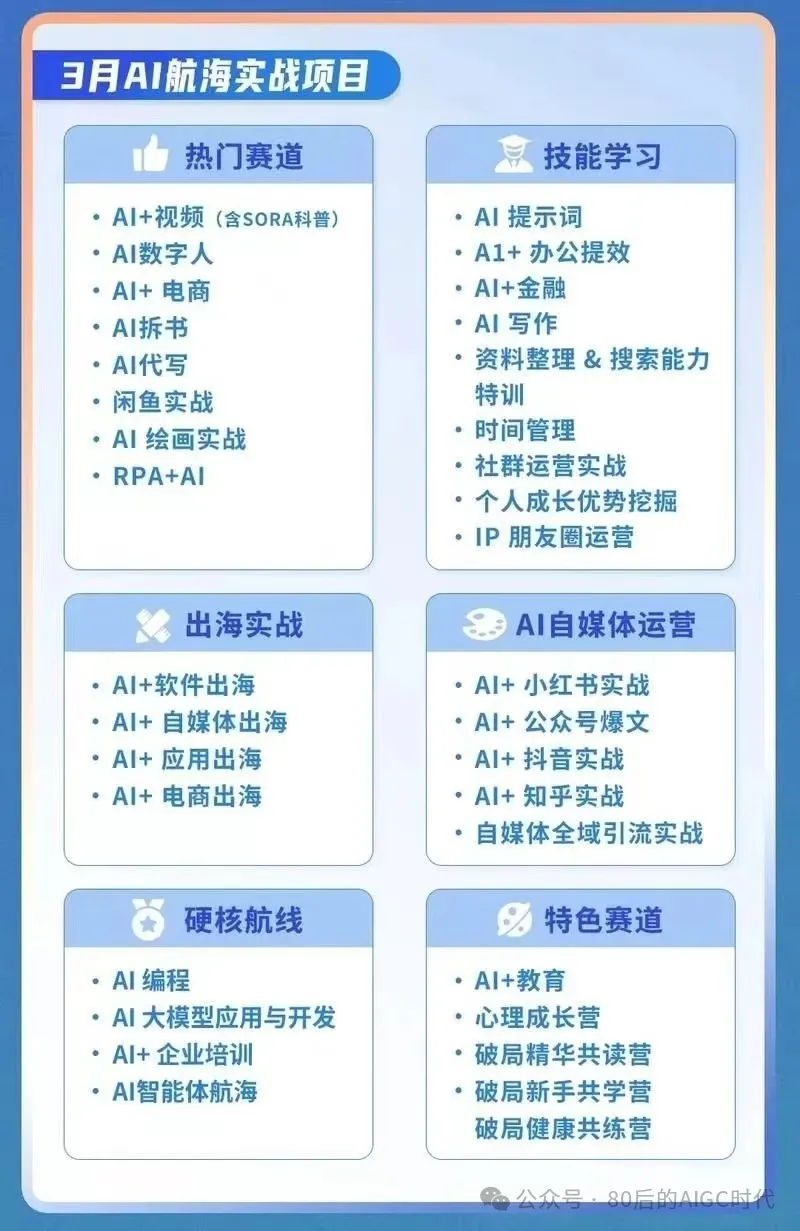 3月AI航海实战项目
热门赛道
• AI+视频（含SORA科普）
• AI数字人
• AI+ 电商
• AI拆书
• AI代写
• 闲鱼实战
• AI 绘画实战
• RPA+AI
技能学习
• AI 提示词
• A1+ 办公提效
• AI+金融
• AI 写作
• 资料整理 & 搜索能力
特训
• 时间管理
• 社群运营实战
• 个人成长优势挖掘
• IP 朋友圈运营
出海实战
• AI+软件出海
• AI+ 自媒体出海
• AI+ 应用出海
• AI+ 电商出海
AI自媒体运营
• AI+ 小红书实战
• AI+ 公众号爆文
• AI+ 抖音实战
• AI+ 知乎实战
• 自媒体全域引流实战
硬核航线
• AI 编程
• AI 大模型应用与开发
• AI+ 企业培训
• AI智能体航海
特色赛道
• AI+教育
• 心理成长营
• 破局精华共读营
• 破局新手共学营
破局健康共练营
公众号 · 80后的AIGC时代